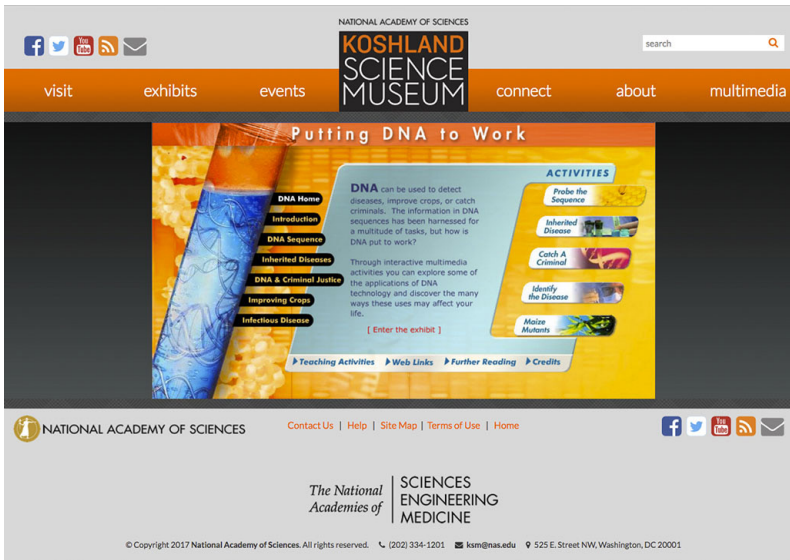 NATIONAL ACADEMY OF SCIENCES
KOSHLAND
SCIENCE
MUSEUM
You
Tube
search
visit
exhibits
events
connect
about
multimedia
Putting DNA to Work
DNA Home
Introduction
DNA Sequence
Inherited Diseases
DNA & Criminal Justice
Improving Crops
Infectious Disease
DNA can be used to detect
diseases, improve crops, or catch
criminals. The information in DNA
sequences has been harnessed for
a multitude of tasks, but how is
DNA put to work?
Through interactive multimedia
activities you can explore some of
the applications of DNA
technology and discover the many
ways these uses may affect your
life.
[ Enter the exhibit ]
ACTIVITIES
Probe the
Sequence
Inherited
Disease
Catch A
Criminal
Identify
the Disease
Maize
Mutants
Teaching Activities Web Links Further Reading Credits
NATIONAL ACADEMY OF SCIENCES
Contact Us | Help | Site Map | Terms of Use | Home
You
Tube
The National
Academies of
SCIENCES
ENGINEERING
MEDICINE
© Copyright 2017 National Academy of Sciences. All rights reserved. (202) 334-1201 ksm@nas.edu 525 E. Street NW, Washington, DC 20001